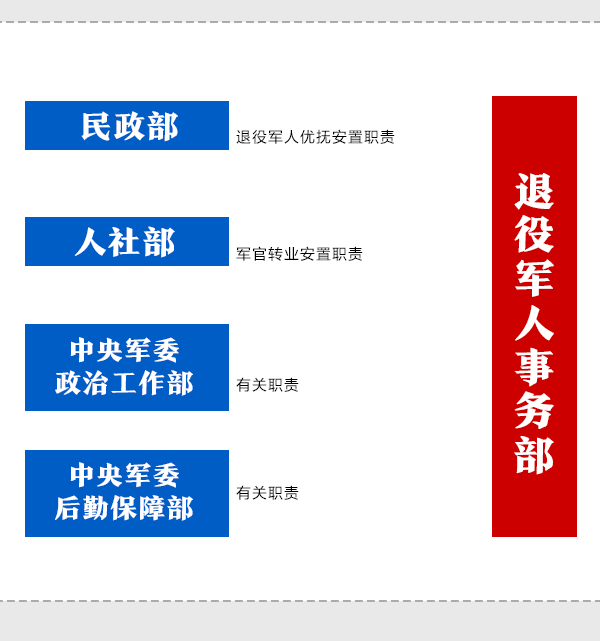 民政部
退役军人优抚安置职责
人社部
军官转业安置职责
中央军委
政治工作部
有关职责
中央军委
后勤保障部
有关职责
退役军人事务部